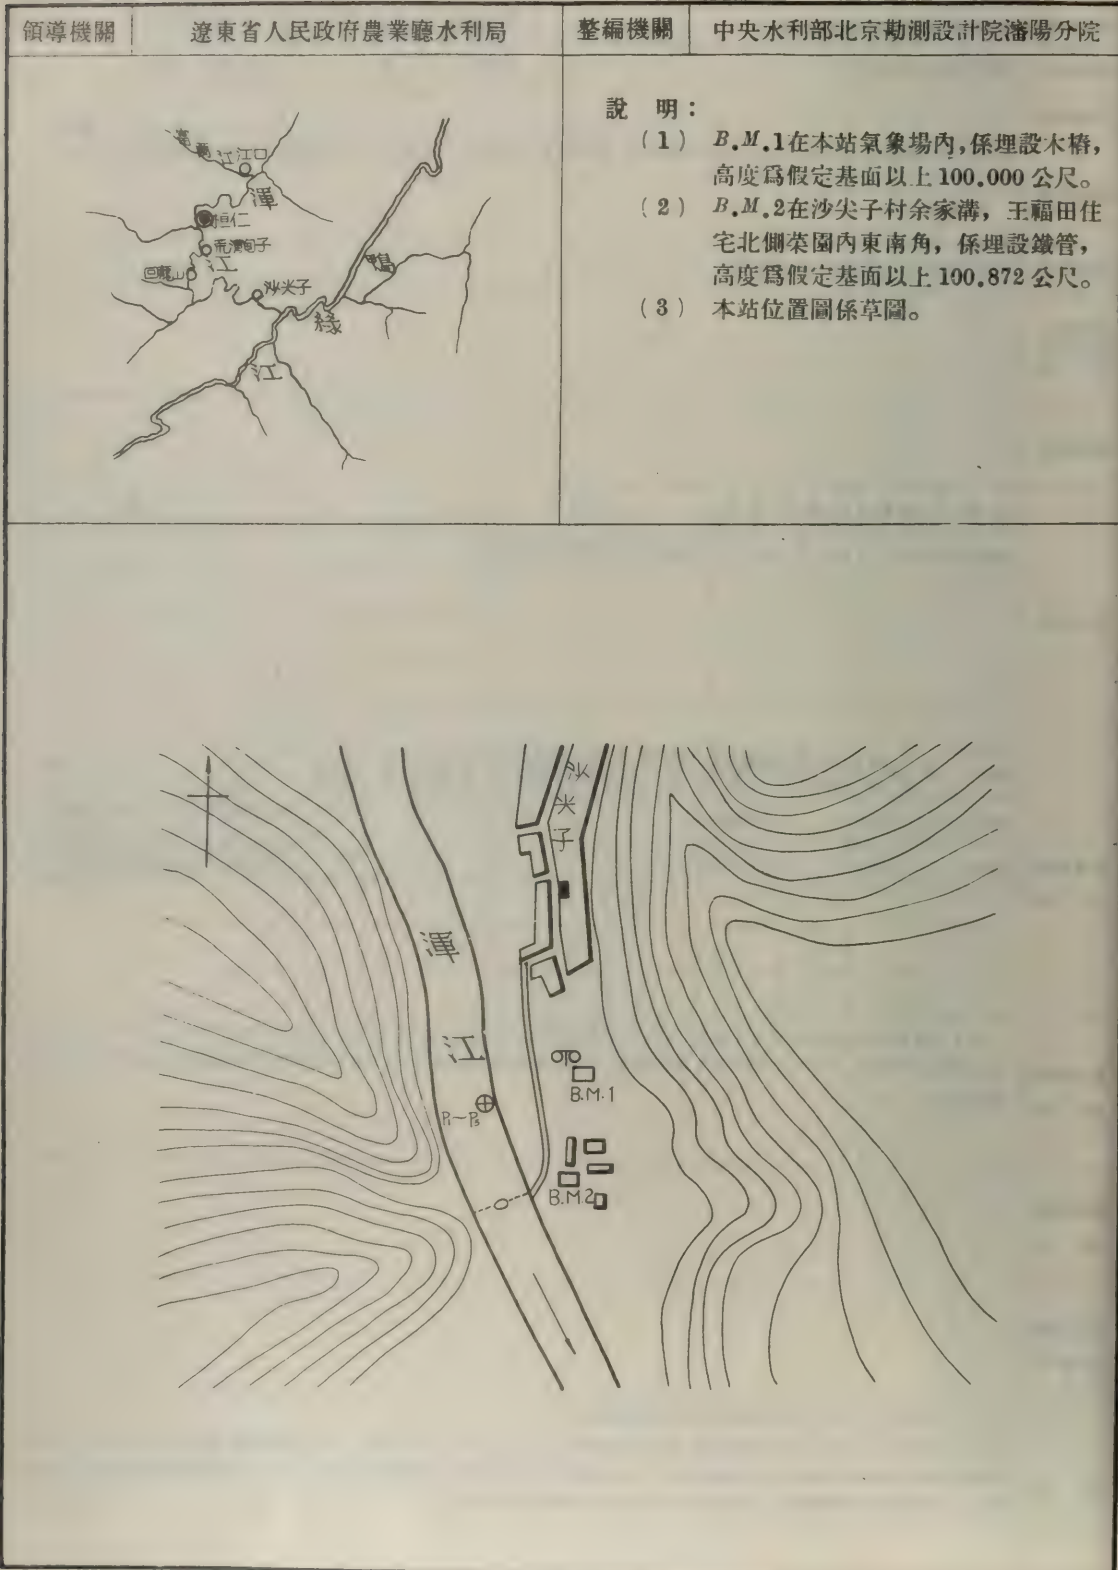 領導機關 遼東省人民政府農業廳水利局 整編機關 中央水利部北京勘測設計院瀋陽分院
說 明：
(1) B.M.1在本站氣象場內，係埋設木樁，
高度爲假定基面以上100.000公尺。
(2) B.M.2在沙尖子村余家溝，王福田住
宅北側菜園內東南角，係埋設鐵管，
高度爲假定基面以上100.872公尺。
(3) 本站位置圖係草圖。
江口
渾
江
桓仁
回龍山
沙尖子
鴨
綠
江
沙尖子
渾
江
B.M.1
P₁～P₃
B.M.2